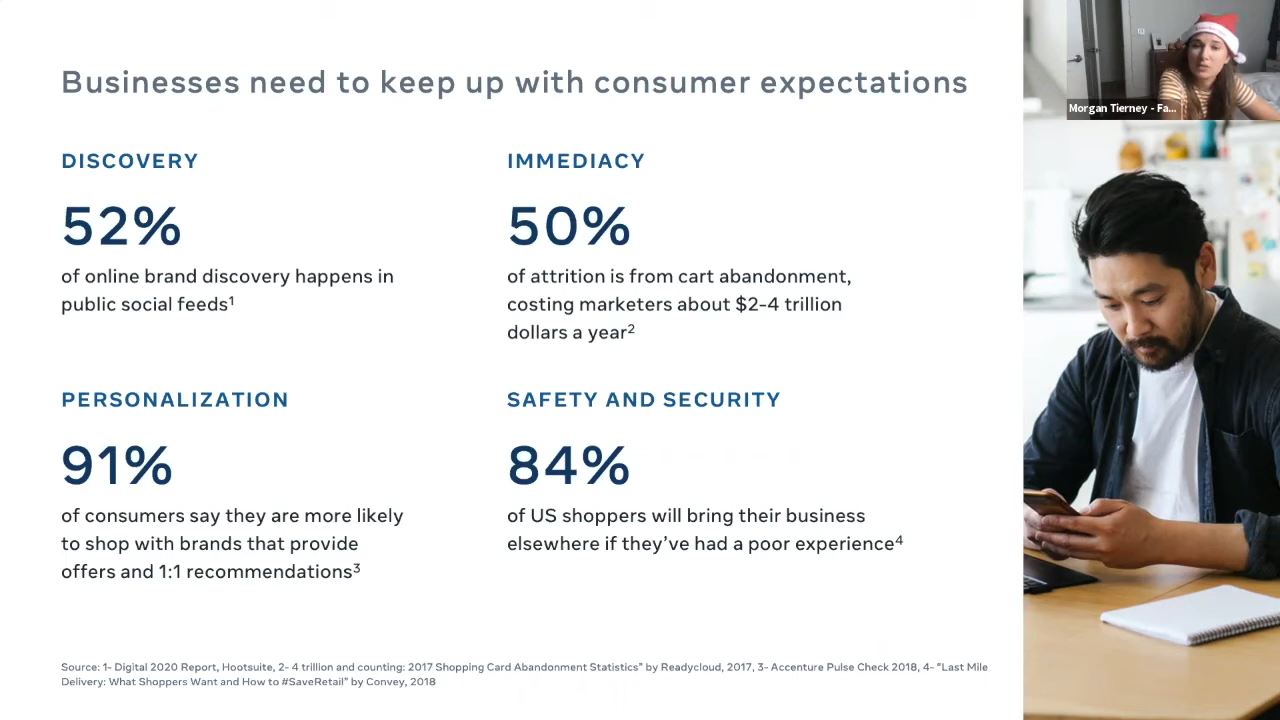 Businesses need to keep up with consumer expectations
DISCOVERY
52%
of online brand discovery happens in
public social feeds¹
IMMEDIACY
50%
of attrition is from cart abandonment,
costing marketers about $2-4 trillion
dollars a year²
PERSONALIZATION
91%
of consumers say they are more likely
to shop with brands that provide
offers and 1:1 recommendations³
SAFETY AND SECURITY
84%
of US shoppers will bring their business
elsewhere if they’ve had a poor experience⁴
Source: 1- Digital 2020 Report, Hootsuite, 2- 4 trillion and counting: 2017 Shopping Card Abandonment Statistics” by Readycloud, 2017, 3- Accenture Pulse Check 2018, 4- “Last Mile
Delivery: What Shoppers Want and How to #SaveRetail” by Convey, 2018
Morgan Tierney - Fa...